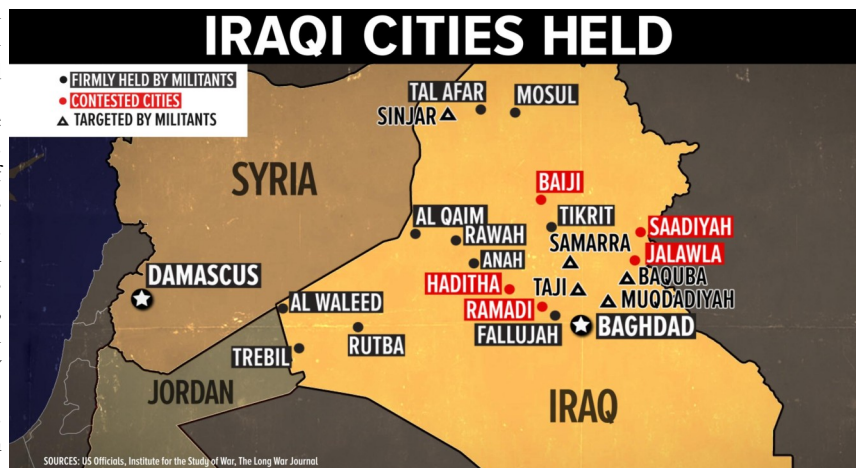 IRAQI CITIES HELD
FIRMLY HELD BY MILITANTS
CONTESTED CITIES
TARGETED BY MILITANTS
TAL AFAR
MOSUL
SINJAR
SYRIA
BAIJI
AL QAIM
TIKRIT
RAWAH
SAADIYAH
SAMARRA
ANAH
JALAWLA
DAMASCUS
HADITHA
TAJI
BAQUBA
AL WALEED
RAMADI
MUQDADIYAH
FALLUJAH
BAGHDAD
TREBIL
RUTBA
JORDAN
IRAQ
SOURCES: US Officials, Institute for the Study of War, The Long War Journal